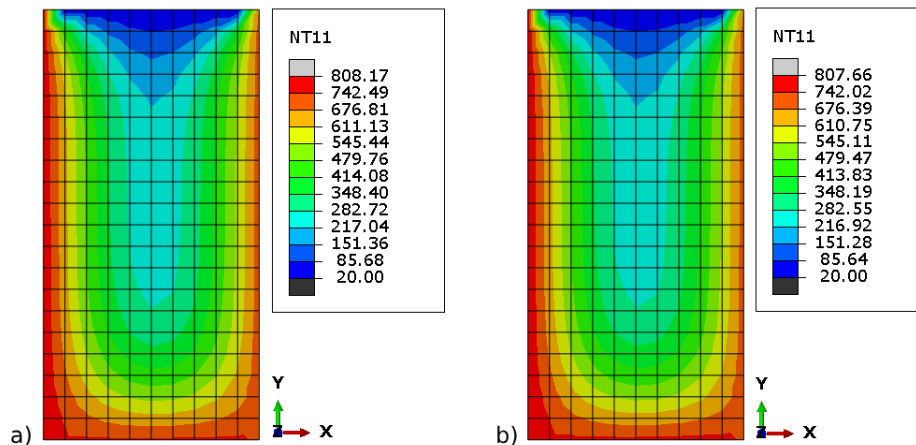 NT11
808.17
742.49
676.81
611.13
545.44
479.76
414.08
348.40
282.72
217.04
151.36
85.68
20.00
Y
Z
X
a)
NT11
807.66
742.02
676.39
610.75
545.11
479.47
413.83
348.19
282.55
216.92
151.28
85.64
20.00
Y
Z
X
b)